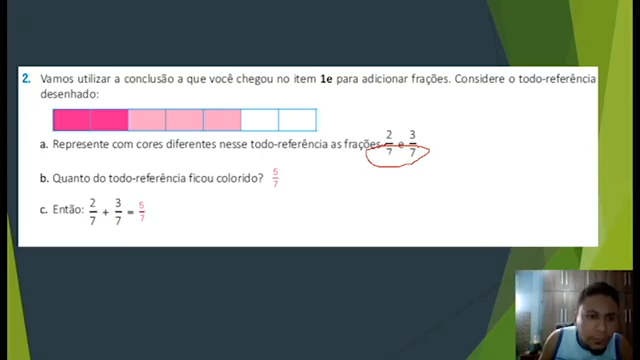 2. Vamos utilizar a conclusão a que você chegou no item 1e para adicionar frações. Considere o todo-referência
desenhado:
a. Represente com cores diferentes nesse todo-referência as frações 2/7 e 3/7
b. Quanto do todo-referência ficou colorido? 5/7
c. Então: 2/7 + 3/7 = 5/7